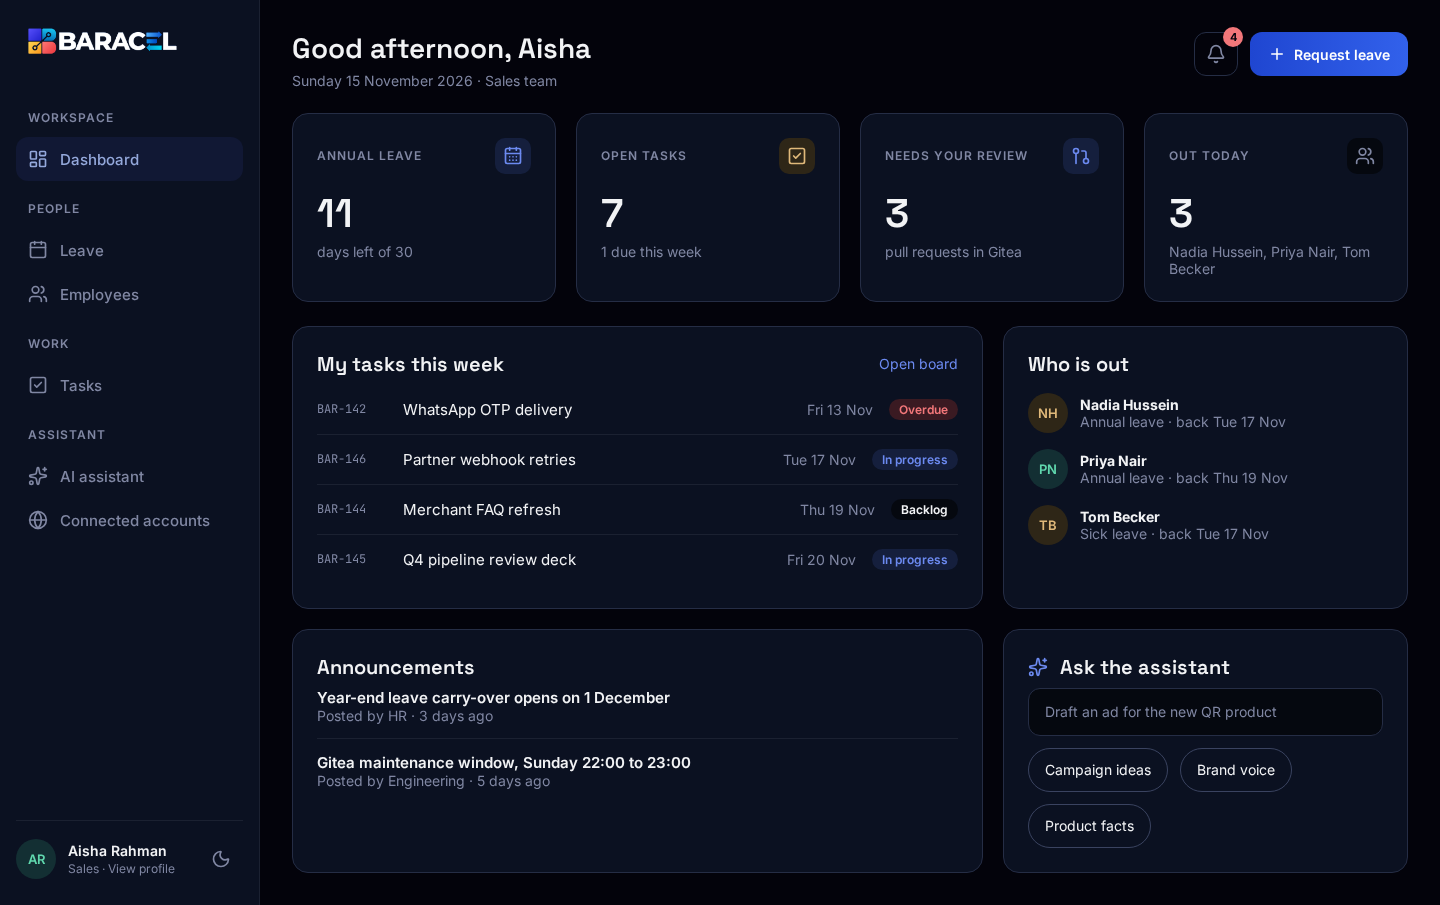 BARACEL
WORKSPACE
Dashboard
PEOPLE
Leave
Employees
WORK
Tasks
ASSISTANT
AI assistant
Connected accounts
AR
Aisha Rahman
Sales · View profile
Good afternoon, Aisha
Sunday 15 November 2026 · Sales team
4
Request leave
ANNUAL LEAVE
11
days left of 30
OPEN TASKS
7
1 due this week
NEEDS YOUR REVIEW
3
pull requests in Gitea
OUT TODAY
3
Nadia Hussein, Priya Nair, Tom
Becker
My tasks this week
Open board
BAR-142 WhatsApp OTP delivery Fri 13 Nov Overdue
BAR-146 Partner webhook retries Tue 17 Nov In progress
BAR-144 Merchant FAQ refresh Thu 19 Nov Backlog
BAR-145 Q4 pipeline review deck Fri 20 Nov In progress
Who is out
NH
Nadia Hussein
Annual leave · back Tue 17 Nov
PN
Priya Nair
Annual leave · back Thu 19 Nov
TB
Tom Becker
Sick leave · back Tue 17 Nov
Announcements
Year-end leave carry-over opens on 1 December
Posted by HR · 3 days ago
Gitea maintenance window, Sunday 22:00 to 23:00
Posted by Engineering · 5 days ago
Ask the assistant
Draft an ad for the new QR product
Campaign ideas
Brand voice
Product facts